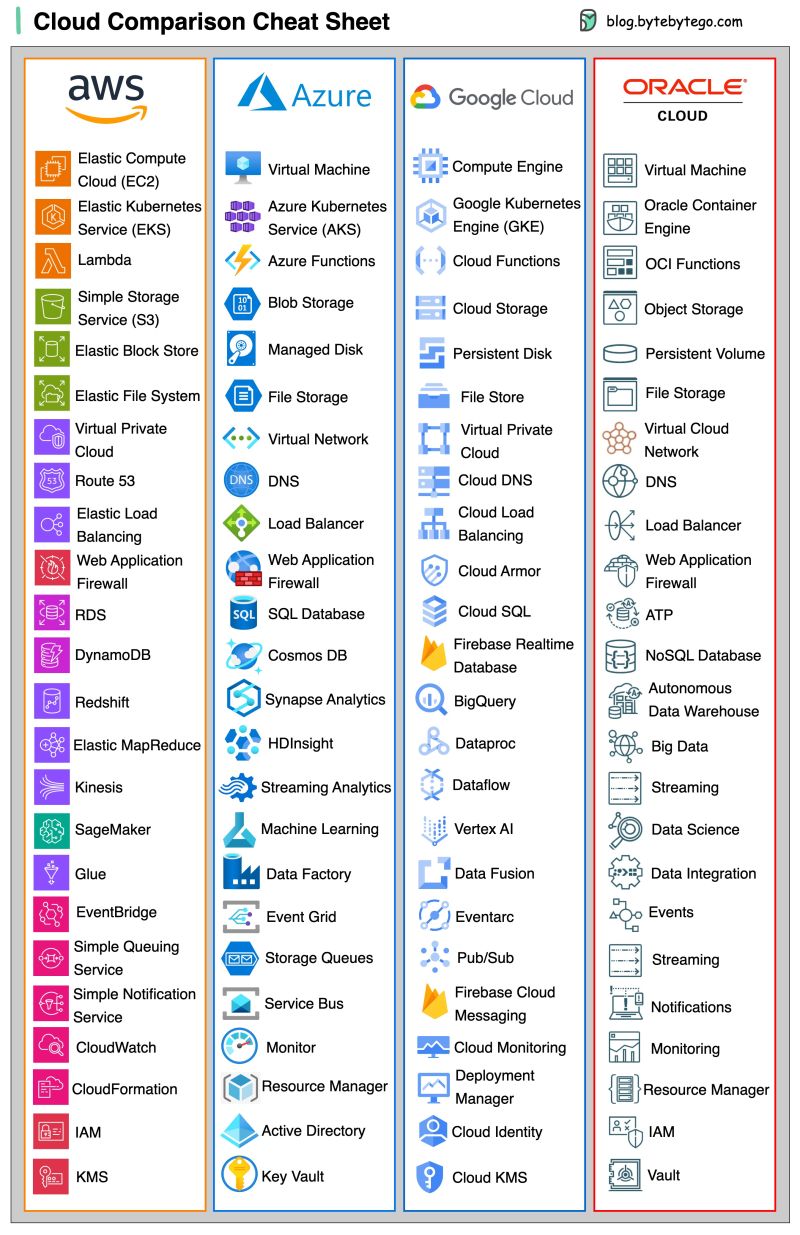 Cloud Comparison Cheat Sheet
blog.bytebytego.com
aws
Azure
Google Cloud
ORACLE®
CLOUD
Elastic Compute
Cloud (EC2)
Virtual Machine
Compute Engine
Virtual Machine
Elastic Kubernetes
Service (EKS)
Azure Kubernetes
Service (AKS)
Google Kubernetes
Engine (GKE)
Oracle Container
Engine
Lambda
Azure Functions
Cloud Functions
OCI Functions
Simple Storage
Service (S3)
10
01
Blob Storage
Cloud Storage
Object Storage
Elastic Block Store
Managed Disk
Persistent Disk
Persistent Volume
Elastic File System
File Storage
File Store
File Storage
Virtual Private
Cloud
Virtual Network
Virtual Private
Cloud
Virtual Cloud
Network
53
Route 53
DNS
DNS
Cloud DNS
DNS
Elastic Load
Balancing
Load Balancer
Cloud Load
Balancing
Load Balancer
Web Application
Firewall
Web Application
Firewall
Cloud Armor
Web Application
Firewall
RDS
SQL
SQL Database
Cloud SQL
ATP
DynamoDB
Cosmos DB
Firebase Realtime
Database
NoSQL Database
Redshift
Synapse Analytics
BigQuery
Autonomous
Data Warehouse
Elastic MapReduce
HDInsight
Dataproc
Big Data
Kinesis
Streaming Analytics
Dataflow
Streaming
SageMaker
Machine Learning
Vertex AI
Data Science
Glue
Data Factory
Data Fusion
Data Integration
EventBridge
Event Grid
Eventarc
Events
Simple Queuing
Service
Storage Queues
Pub/Sub
Streaming
Simple Notification
Service
Service Bus
Firebase Cloud
Messaging
Notifications
CloudWatch
Monitor
Cloud Monitoring
Monitoring
CloudFormation
Resource Manager
Deployment
Manager
Resource Manager
IAM
Active Directory
Cloud Identity
IAM
KMS
Key Vault
Cloud KMS
Vault